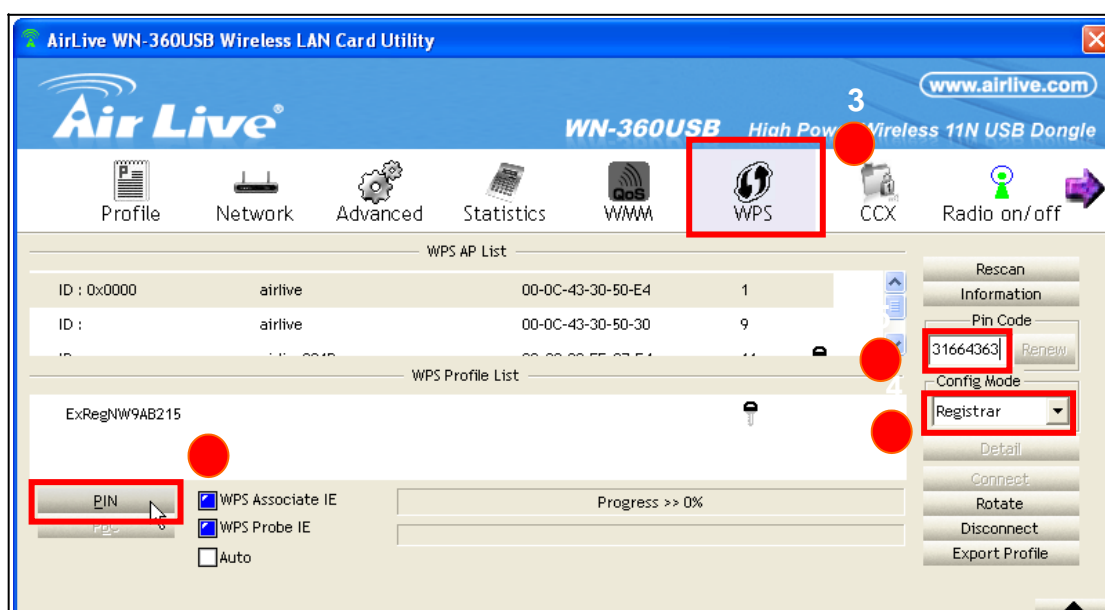 AirLive WN-360USB Wireless LAN Card Utility
www.airlive.com
Air Live®
WN-360USB High Pow Wireless 11N USB Dongle
3
Profile Network Advanced Statistics QoS WMM WPS CCX Radio on/off
WPS AP List
ID : 0x0000 airlive 00-0C-43-30-50-E4 1
ID : airlive 00-0C-43-30-50-30 9
WPS Profile List
ExRegNW9AB215
Rescan
Information
Pin Code
31664363 Renew
4
Config Mode
Registrar
Detail
Connect
Rotate
Disconnect
Export Profile
PIN
PBC
WPS Associate IE
WPS Probe IE
Auto
Progress >> 0%